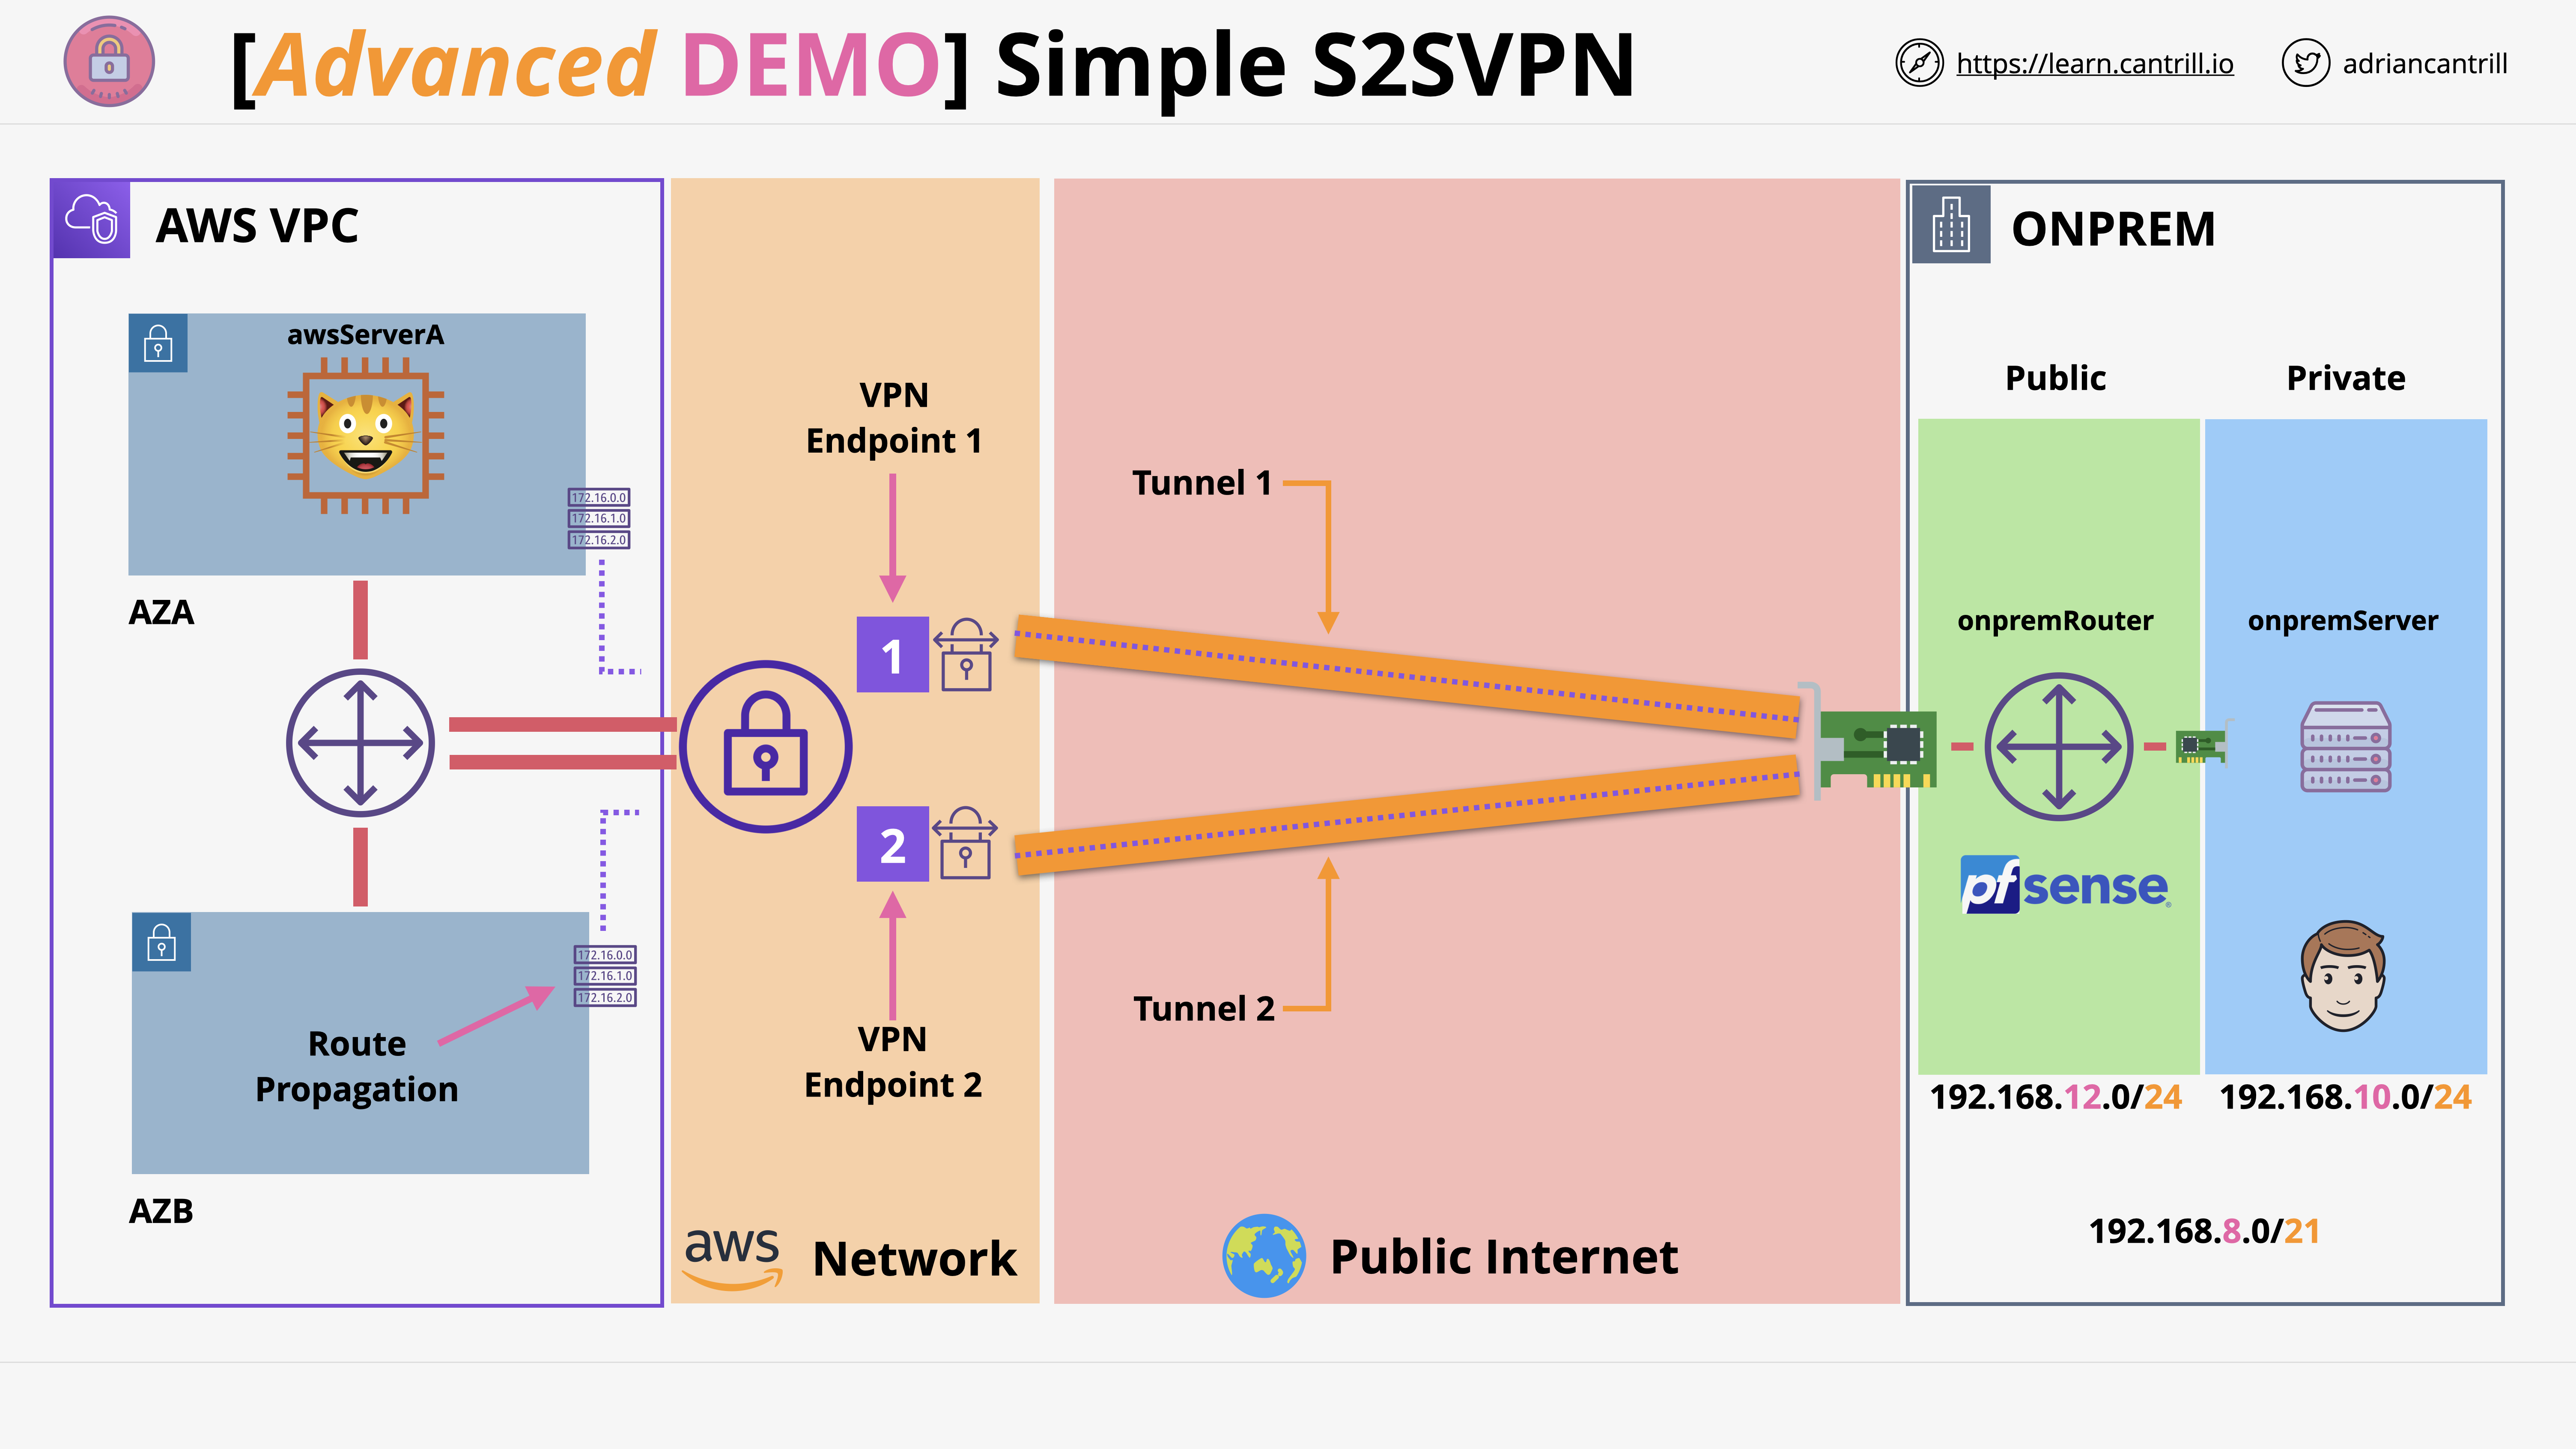 [Advanced DEMO] Simple S2SVPN
https://learn.cantrill.io
adriancantrill
AWS VPC
awsServerA
172.16.0.0
172.16.1.0
172.16.2.0
AZA
172.16.0.0
172.16.1.0
172.16.2.0
Route
Propagation
AZB
VPN
Endpoint 1
1
2
VPN
Endpoint 2
aws
Network
Tunnel 1
Tunnel 2
Public Internet
ONPREM
Public
Private
onpremRouter
onpremServer
pfsense
192.168.12.0/24
192.168.10.0/24
192.168.8.0/21